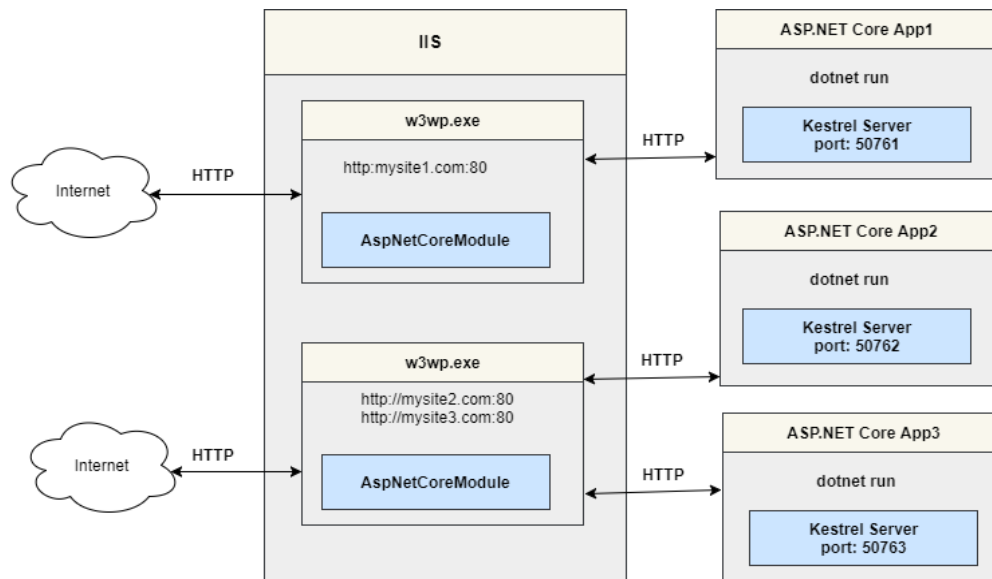 IIS
w3wp.exe
http:mysite1.com:80
AspNetCoreModule
Internet
HTTP
HTTP
ASP.NET Core App1
dotnet run
Kestrel Server
port: 50761
w3wp.exe
http://mysite2.com:80
http://mysite3.com:80
AspNetCoreModule
Internet
HTTP
HTTP
ASP.NET Core App2
dotnet run
Kestrel Server
port: 50762
HTTP
ASP.NET Core App3
dotnet run
Kestrel Server
port: 50763